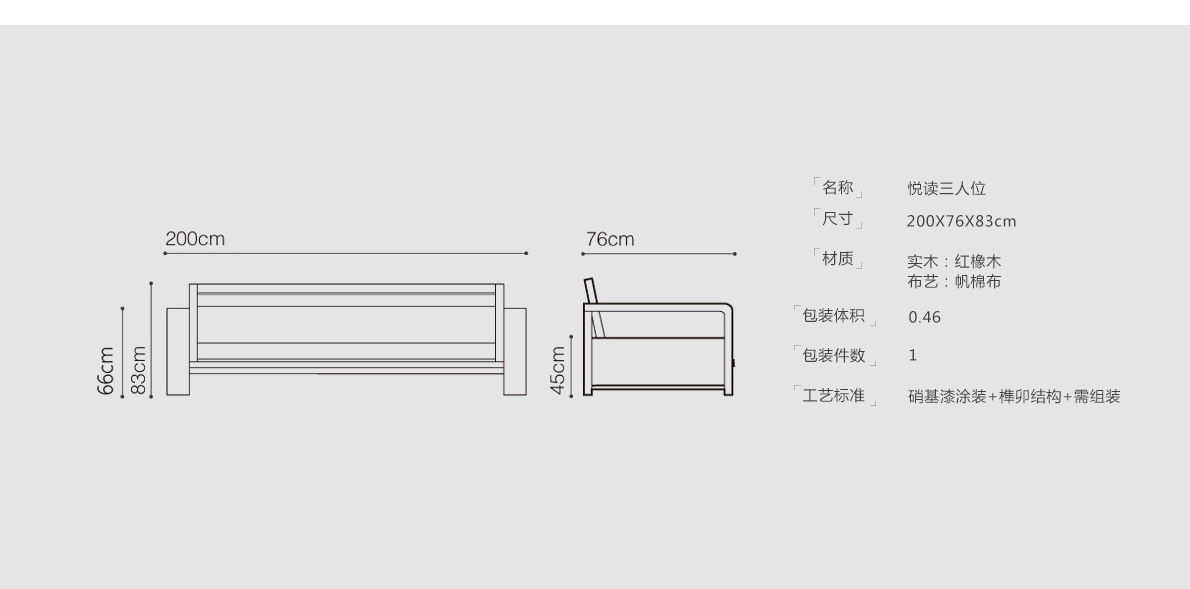 200cm
66cm
83cm
76cm
45cm
「名称」 悦读三人位
「尺寸」 200X76X83cm
「材质」 实木：红橡木
布艺：帆棉布
「包装体积」 0.46
「包装件数」 1
「工艺标准」 硝基漆涂装+榫卯结构+需组装